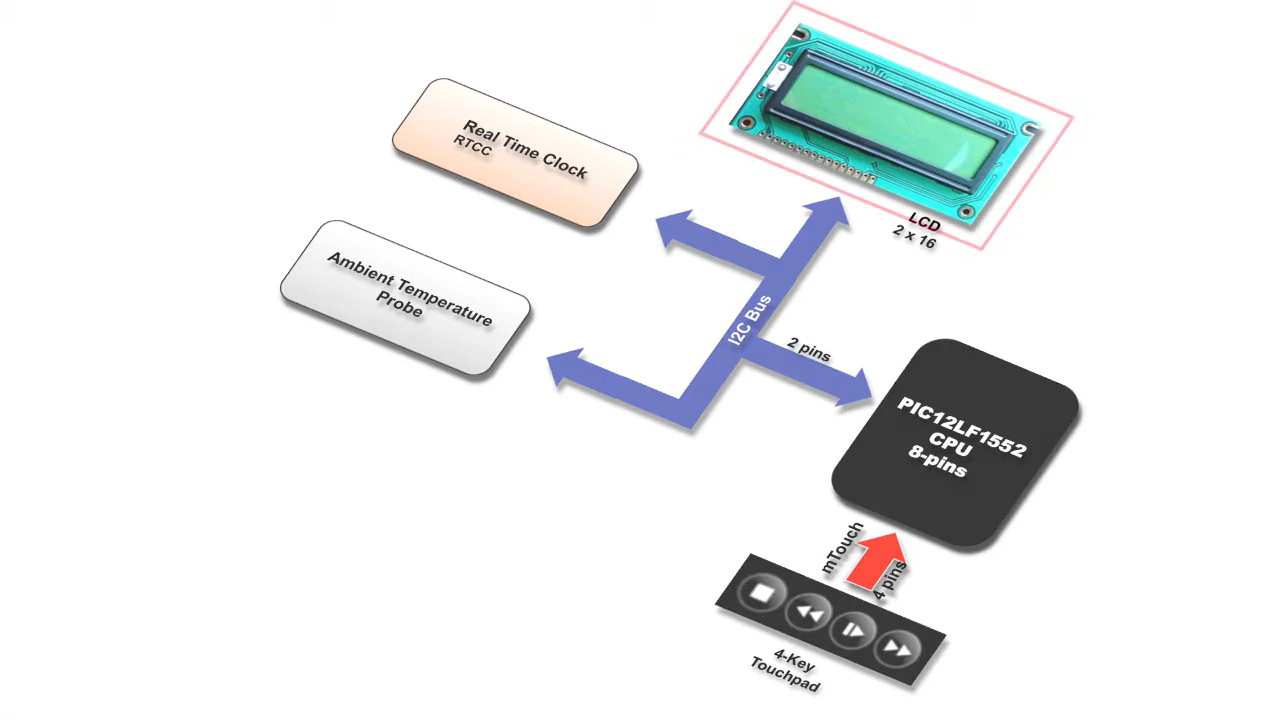 Real Time Clock
RTCC
Ambient Temperature
Probe
LCD
2 x 16
I2C Bus
2 pins
PIC12LF1552
CPU
8-pins
mTouch
4 pins
4-Key
Touchpad